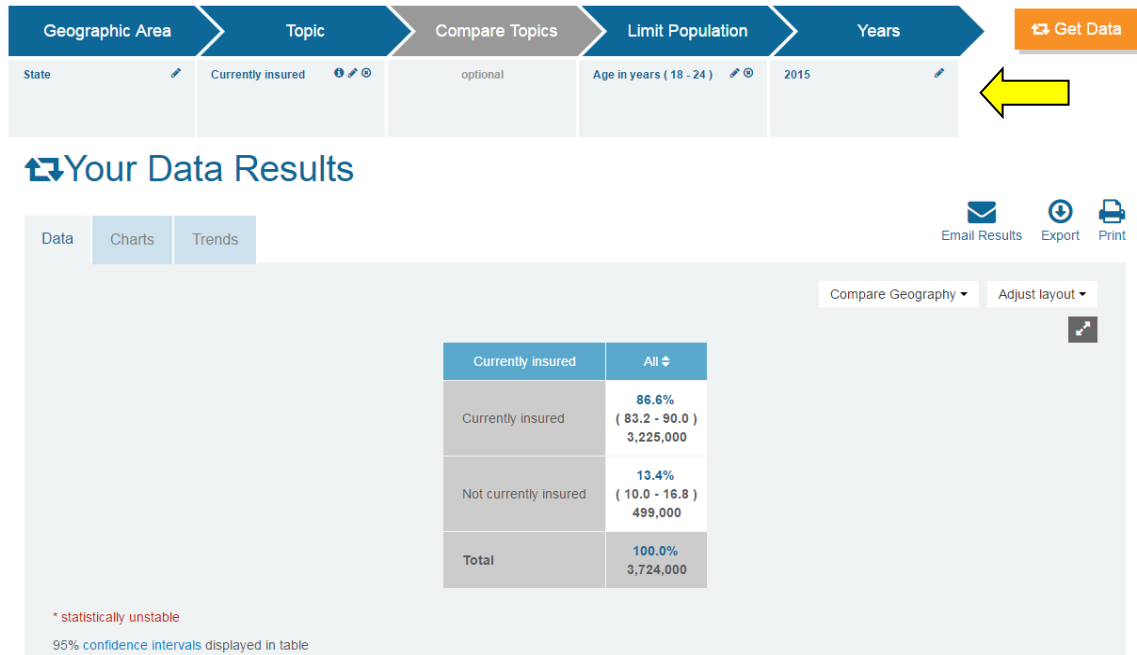 Geographic Area
Topic
Compare Topics
Limit Population
Years
Get Data
State
Currently insured
optional
Age in years ( 18 - 24 )
2015
Your Data Results
Email Results
Export
Print
Data
Charts
Trends
Compare Geography
Adjust layout
Currently insured
All
Currently insured
86.6%
( 83.2 - 90.0 )
3,225,000
Not currently insured
13.4%
( 10.0 - 16.8 )
499,000
Total
100.0%
3,724,000
* statistically unstable
95% confidence intervals displayed in table